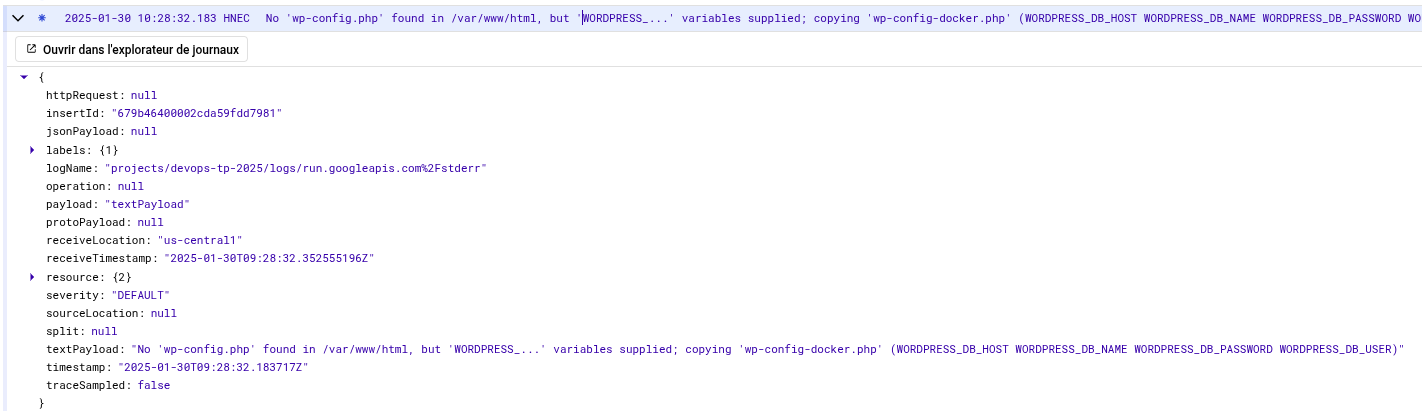 2025-01-30 10:28:32.183 HNEC No 'wp-config.php' found in /var/www/html, but 'WORDPRESS_...' variables supplied; copying 'wp-config-docker.php' (WORDPRESS_DB_HOST WORDPRESS_DB_NAME WORDPRESS_DB_PASSWORD WO
Ouvrir dans l'explorateur de journaux
{
httpRequest: null
insertId: "679b46400002cda59fdd7981"
jsonPayload: null
labels: {1}
logName: "projects/devops-tp-2025/logs/run.googleapis.com%2Fstderr"
operation: null
payload: "textPayload"
protoPayload: null
receiveLocation: "us-central1"
receiveTimestamp: "2025-01-30T09:28:32.352555196Z"
resource: {2}
severity: "DEFAULT"
sourceLocation: null
split: null
textPayload: "No 'wp-config.php' found in /var/www/html, but 'WORDPRESS_...' variables supplied; copying 'wp-config-docker.php' (WORDPRESS_DB_HOST WORDPRESS_DB_NAME WORDPRESS_DB_PASSWORD WORDPRESS_DB_USER)"
timestamp: "2025-01-30T09:28:32.183717Z"
traceSampled: false
}